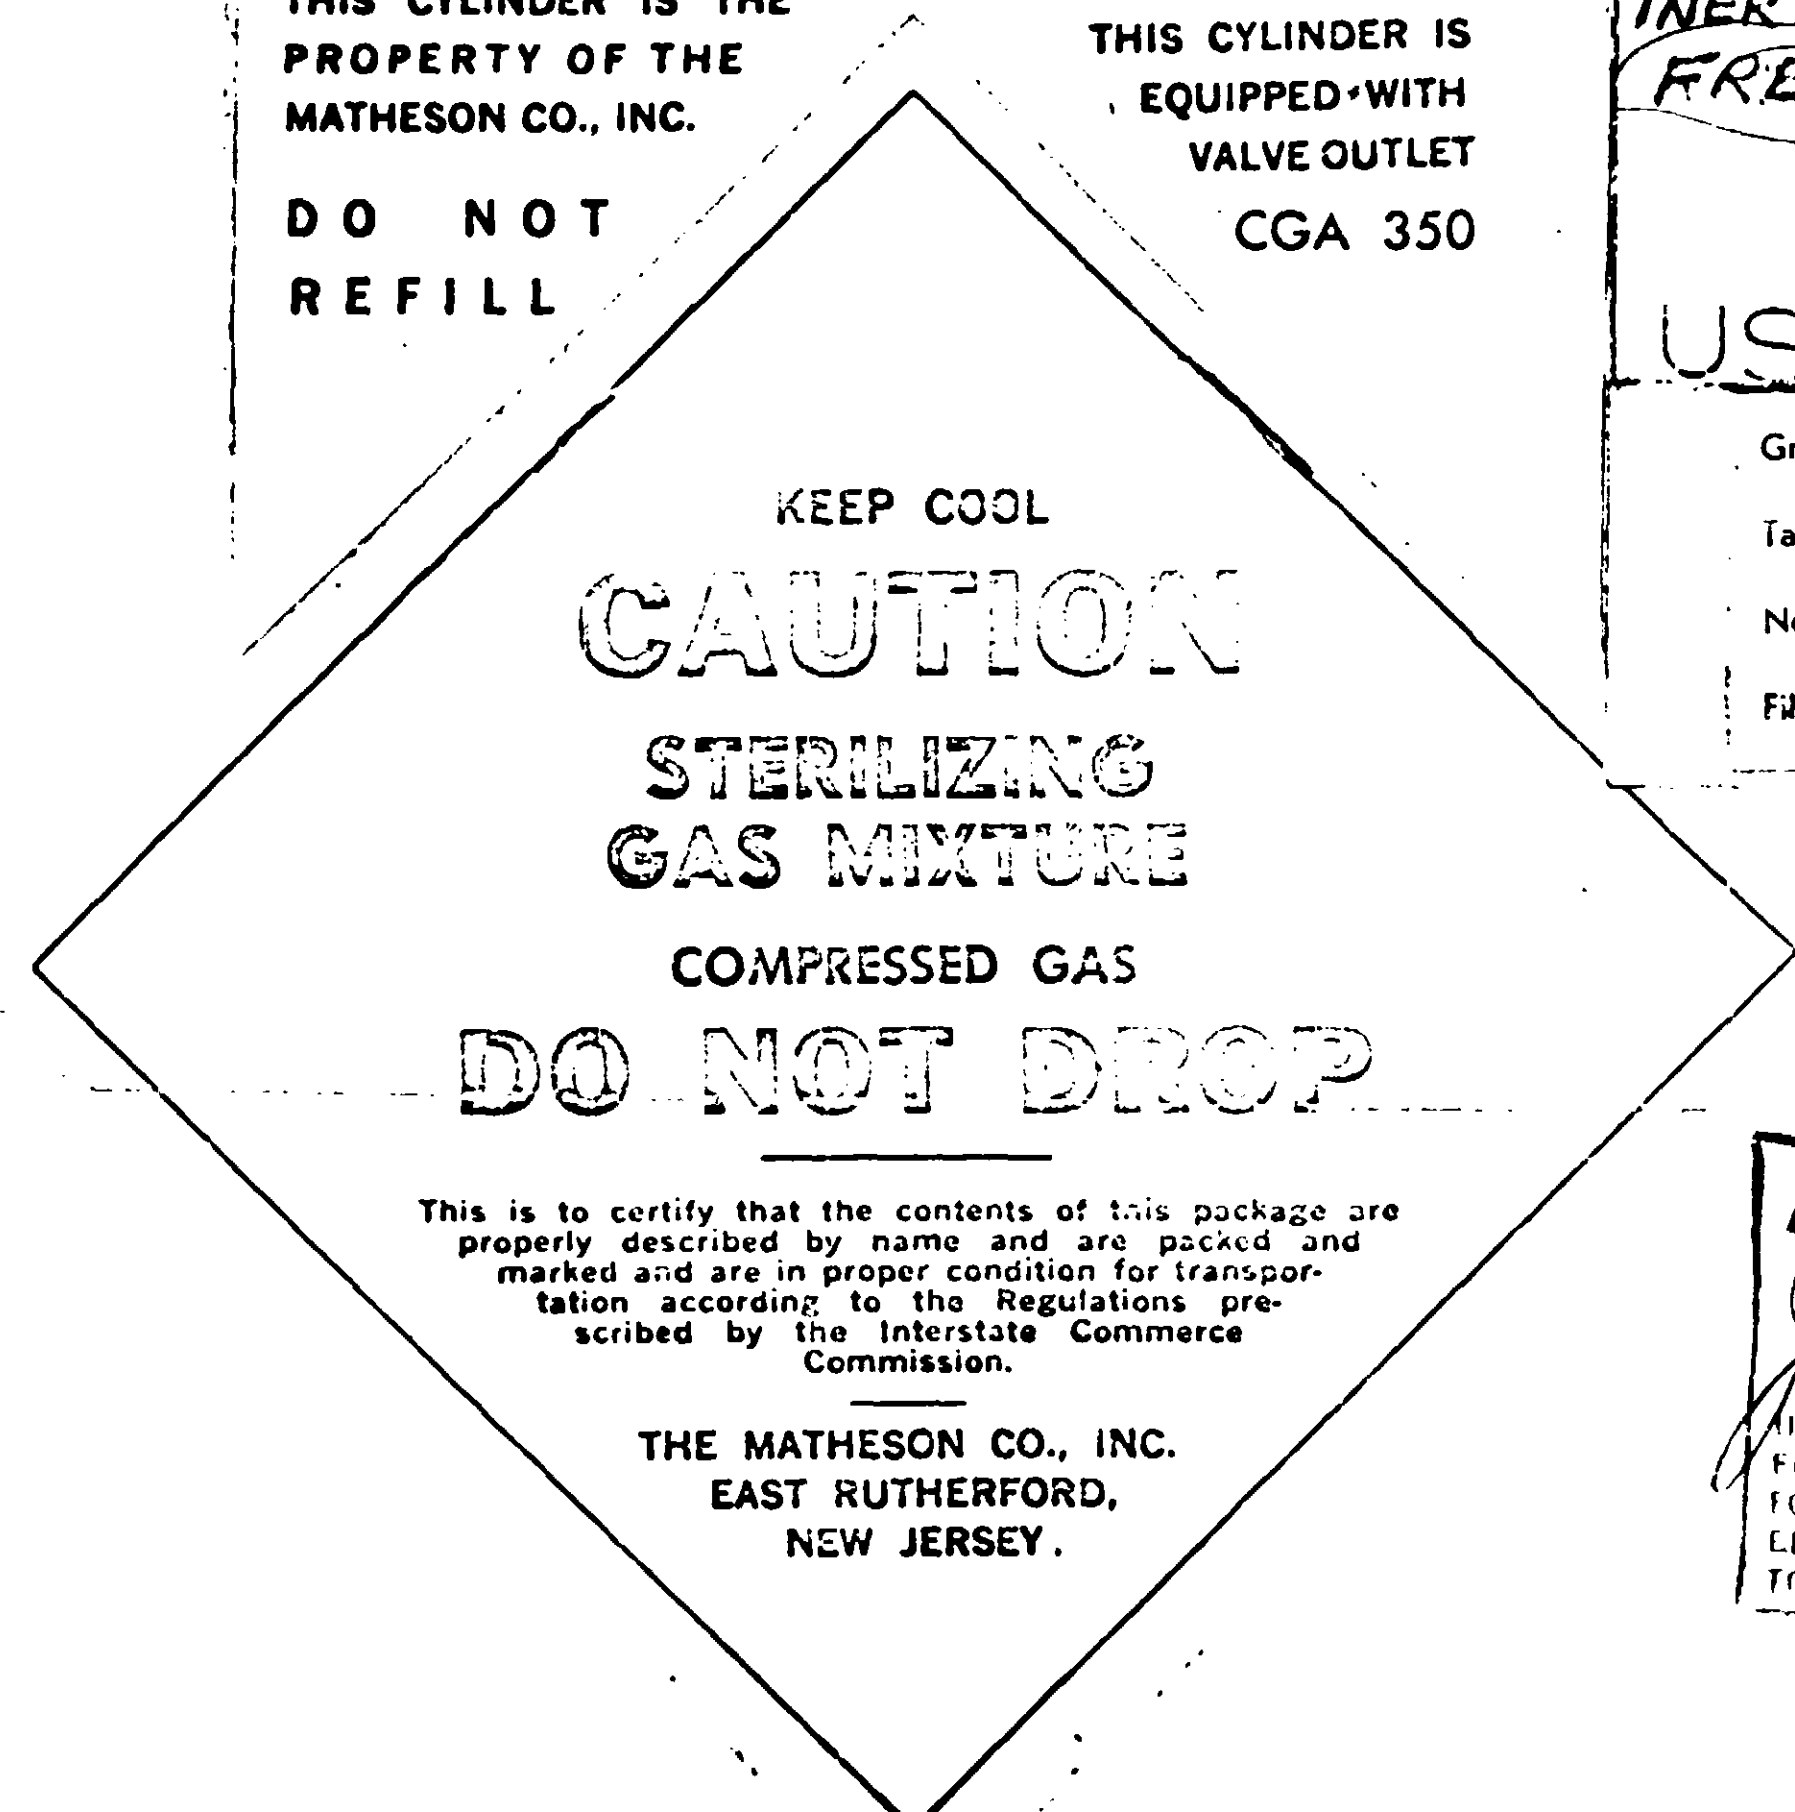 THIS CYLINDER IS THE
PROPERTY OF THE
MATHESON CO., INC.
DO NOT
REFILL
THIS CYLINDER IS
EQUIPPED WITH
VALVE OUTLET
CGA 350
KEEP COOL
CAUTION
STERILIZING
GAS MIXTURE
COMPRESSED GAS
DO NOT DROP
This is to certify that the contents of this package are
properly described by name and are packed and
marked and are in proper condition for transpor-
tation according to the Regulations pre-
scribed by the Interstate Commerce
Commission.
THE MATHESON CO., INC.
EAST RUTHERFORD,
NEW JERSEY.